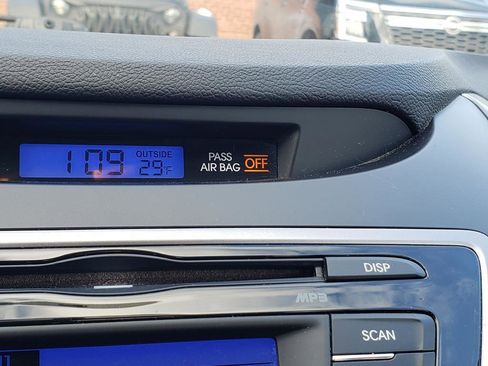 1:09 OUTSIDE 29°F
PASS AIR BAG OFF
DISP
MP3
SCAN